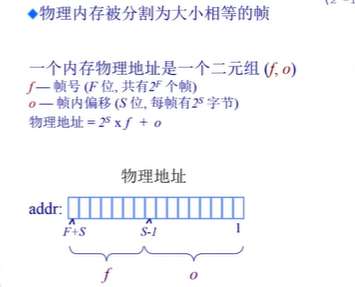 ◆物理内存被分割为大小相等的帧
一个内存物理地址是一个二元组 (f, o)
f — 帧号 (F 位, 共有2^F 个帧)
o — 帧内偏移 (S 位, 每帧有2^S 字节)
物理地址 = 2^S x f + o
物理地址
addr:
F+S S-1 1
f o